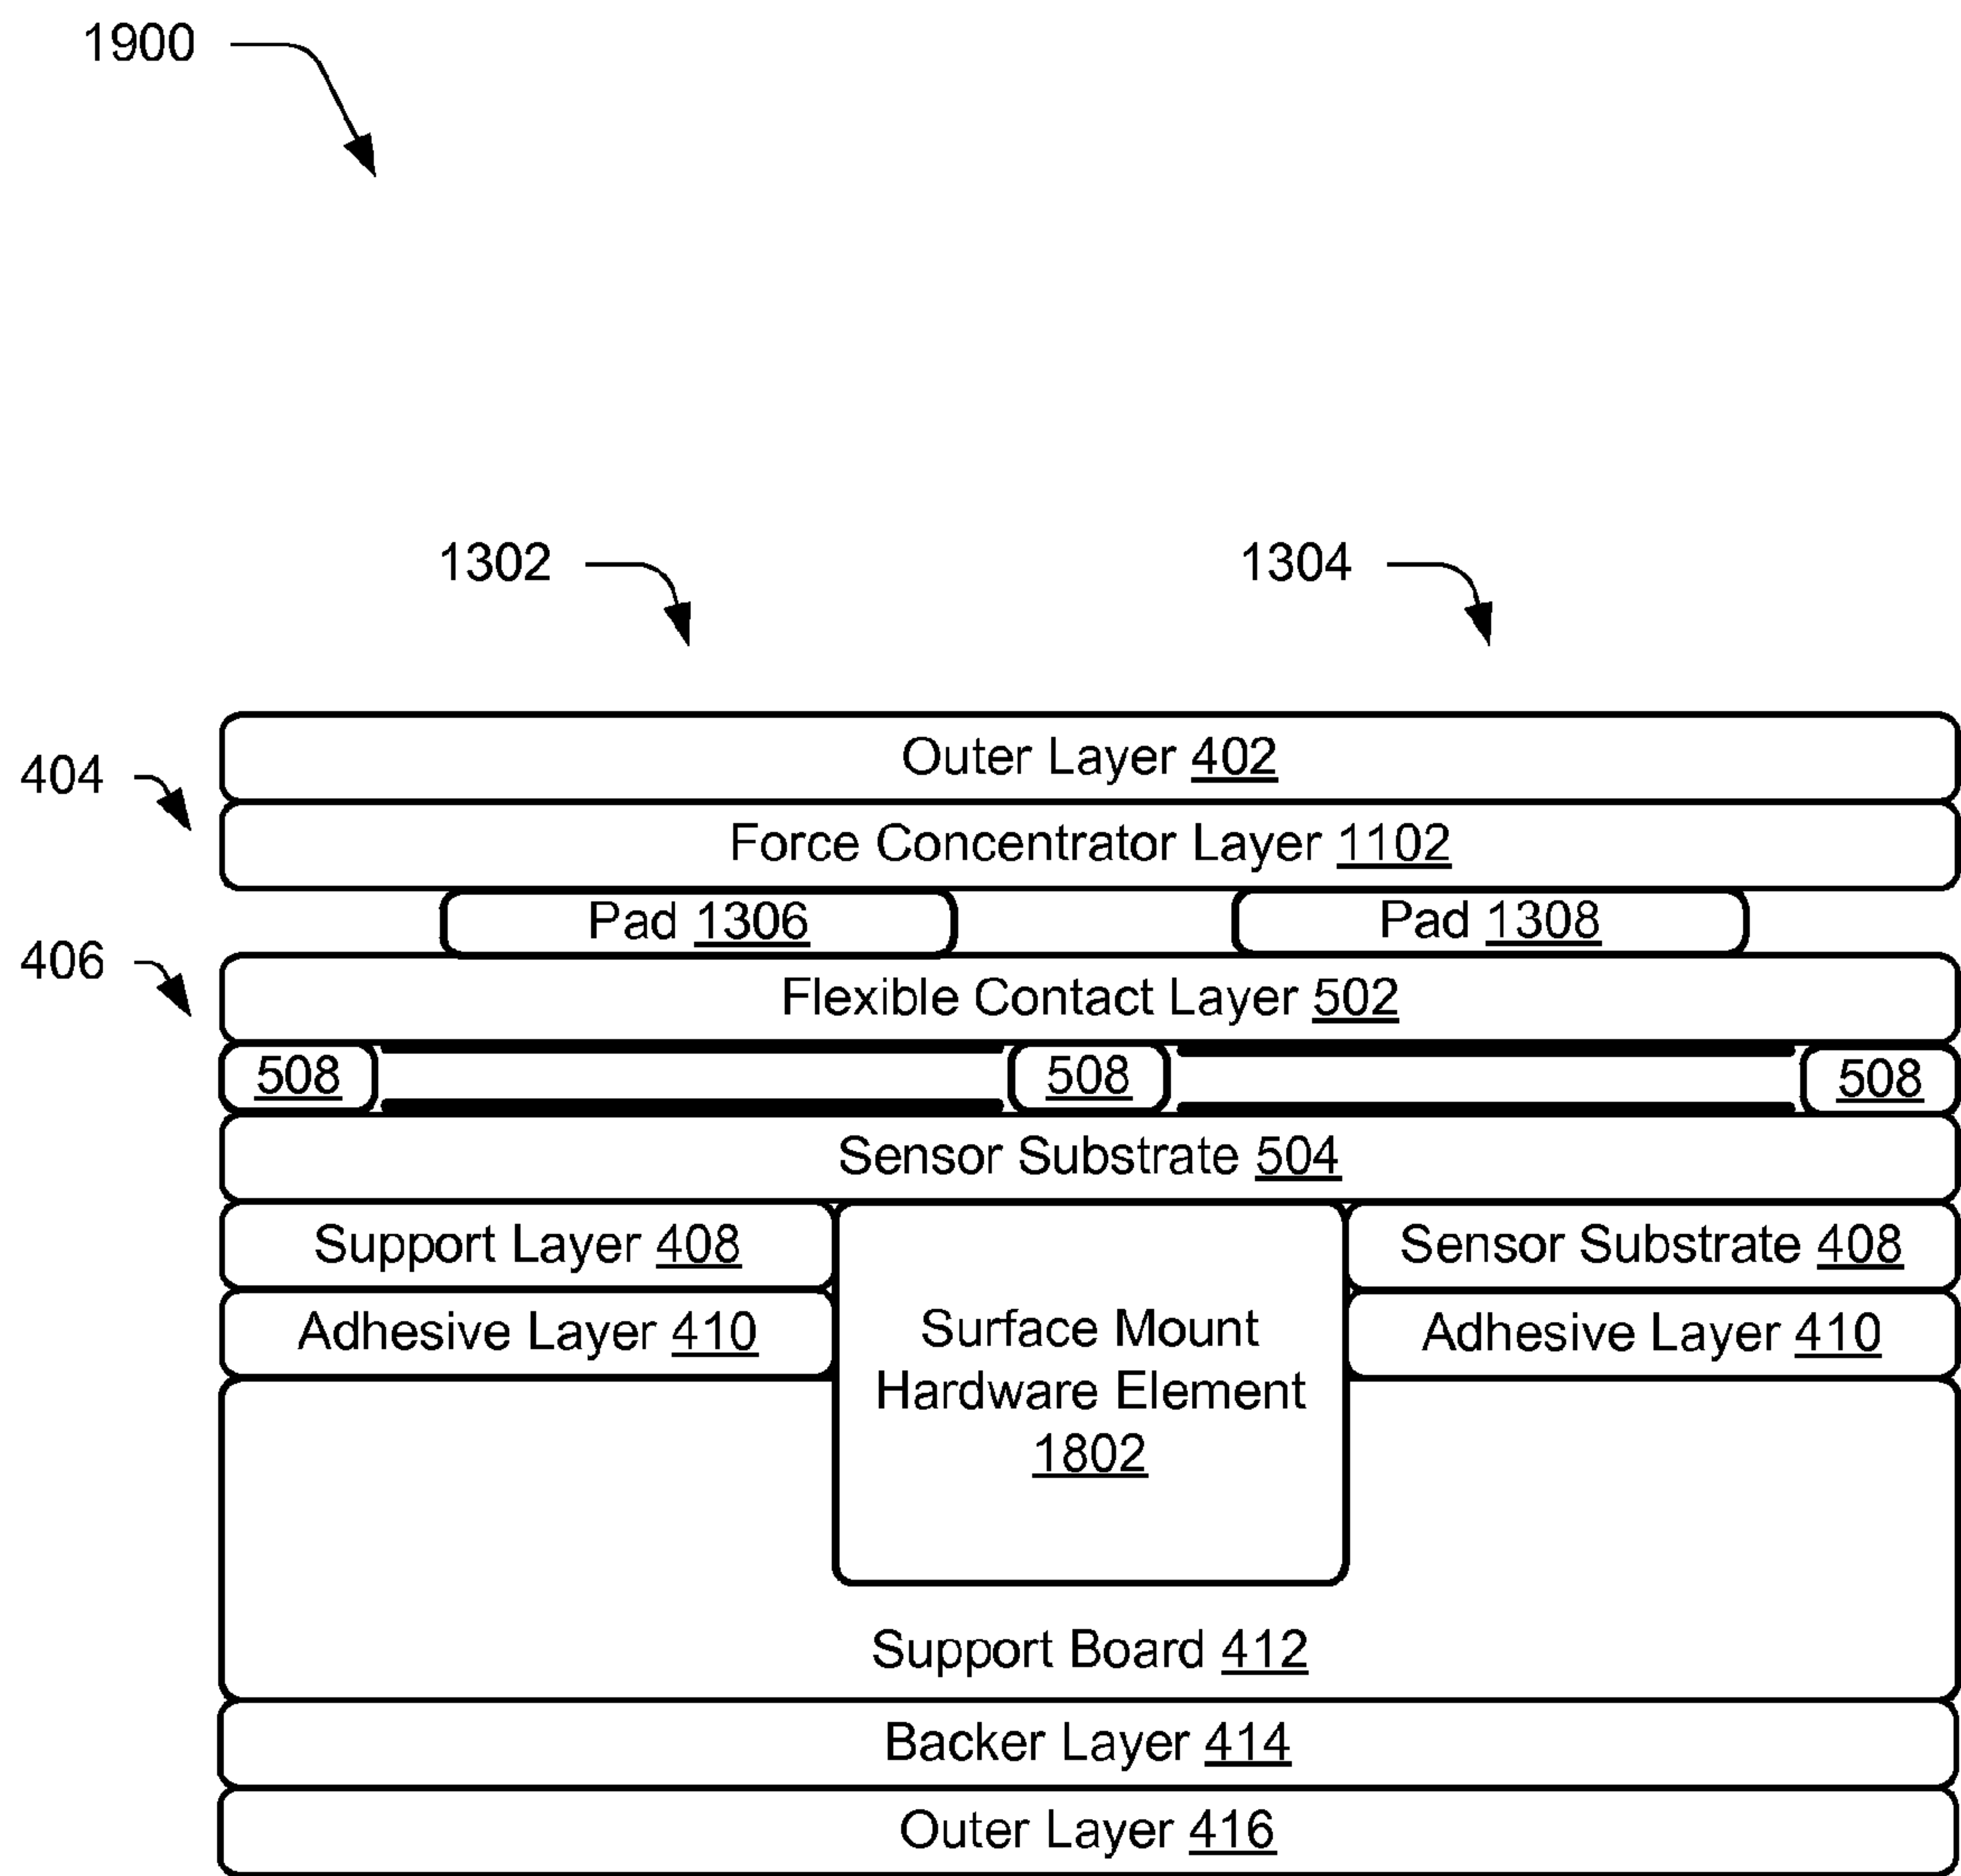 1900
1302
1304
Outer Layer 402
404
Force Concentrator Layer 1102
Pad 1306
Pad 1308
406
Flexible Contact Layer 502
508
508
508
Sensor Substrate 504
Support Layer 408
Sensor Substrate 408
Adhesive Layer 410
Surface Mount
Hardware Element
1802
Adhesive Layer 410
Support Board 412
Backer Layer 414
Outer Layer 416